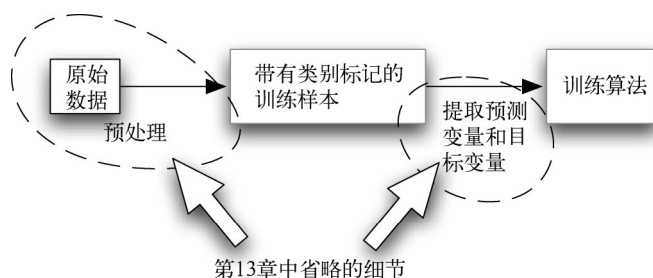 原始
数据
预处理
带有类别标记的
训练样本
提取预测
变量和目
标变量
训练算法
第13章中省略的细节